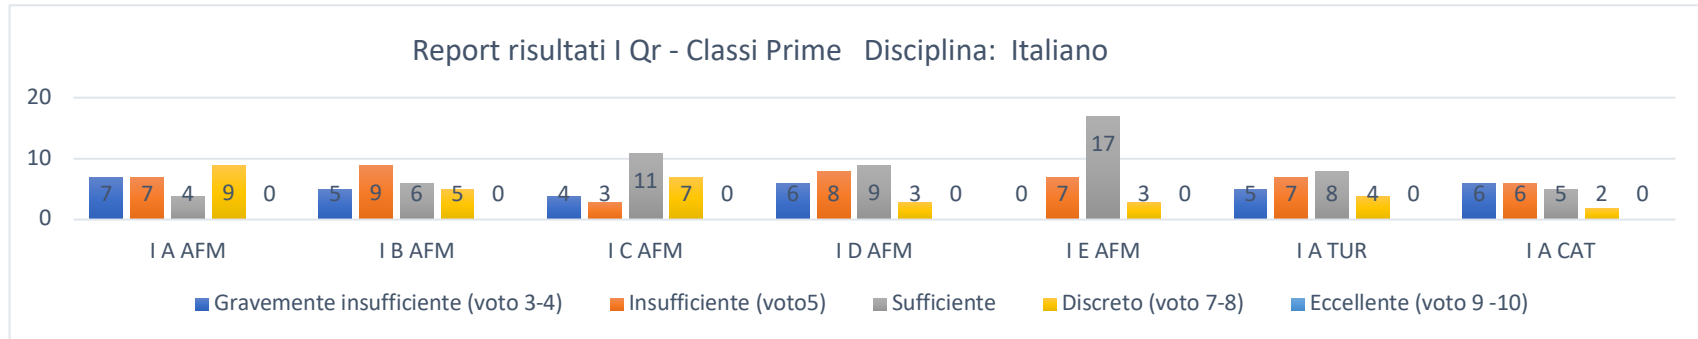 Report risultati I Qr - Classi Prime Disciplina: Italiano
20
10
0
7 7 4 9 0 5 9 6 5 0 4 3 11 7 0 6 8 9 3 0 0 7 17 3 0 5 7 8 4 0 6 6 5 2 0
I A AFM I B AFM I C AFM I D AFM I E AFM I A TUR I A CAT
Gravemente insufficiente (voto 3-4) Insufficiente (voto5) Sufficiente Discreto (voto 7-8) Eccellente (voto 9 -10)